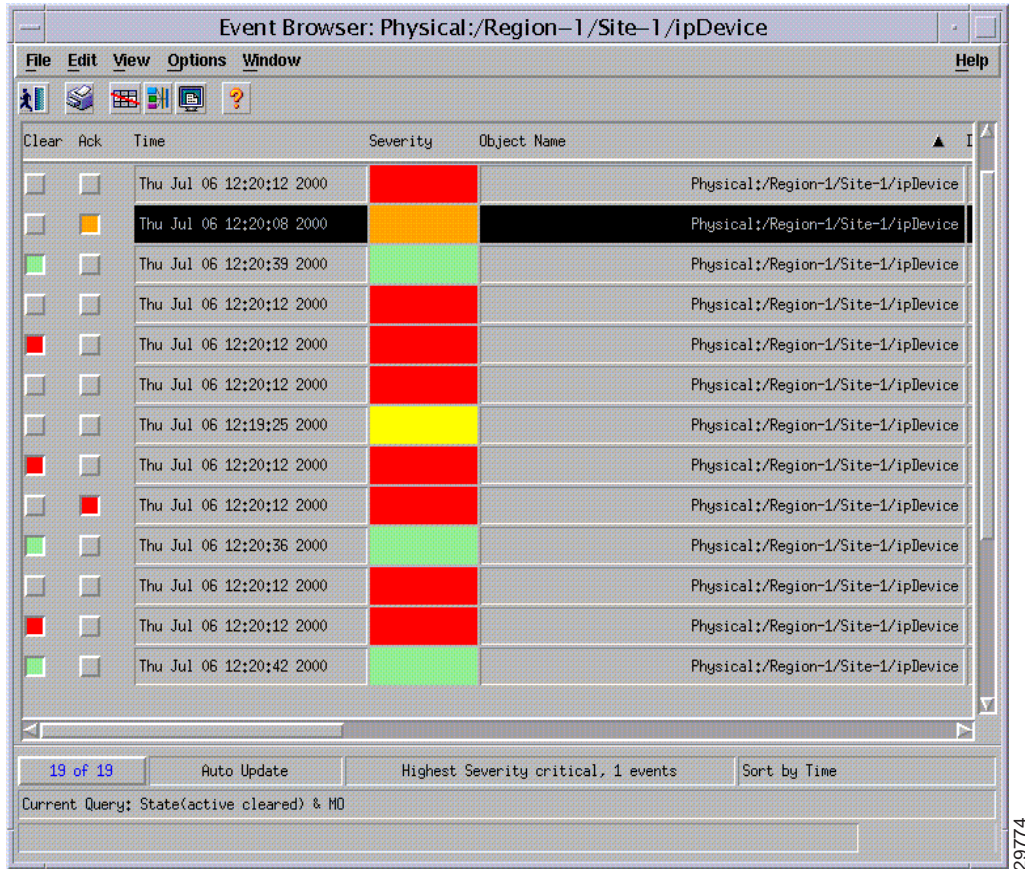 Event Browser: Physical:/Region-1/Site-1/ipDevice
File Edit View Options Window Help
?
Clear Ack Time Severity Object Name
Thu Jul 06 12:20:12 2000 Physical:/Region-1/Site-1/ipDevice
Thu Jul 06 12:20:08 2000 Physical:/Region-1/Site-1/ipDevice
Thu Jul 06 12:20:39 2000 Physical:/Region-1/Site-1/ipDevice
Thu Jul 06 12:20:12 2000 Physical:/Region-1/Site-1/ipDevice
Thu Jul 06 12:20:12 2000 Physical:/Region-1/Site-1/ipDevice
Thu Jul 06 12:20:12 2000 Physical:/Region-1/Site-1/ipDevice
Thu Jul 06 12:19:25 2000 Physical:/Region-1/Site-1/ipDevice
Thu Jul 06 12:20:12 2000 Physical:/Region-1/Site-1/ipDevice
Thu Jul 06 12:20:12 2000 Physical:/Region-1/Site-1/ipDevice
Thu Jul 06 12:20:36 2000 Physical:/Region-1/Site-1/ipDevice
Thu Jul 06 12:20:12 2000 Physical:/Region-1/Site-1/ipDevice
Thu Jul 06 12:20:12 2000 Physical:/Region-1/Site-1/ipDevice
Thu Jul 06 12:20:42 2000 Physical:/Region-1/Site-1/ipDevice
19 of 19 Auto Update Highest Severity critical, 1 events Sort by Time
Current Query: State(active cleared) & MO
29774